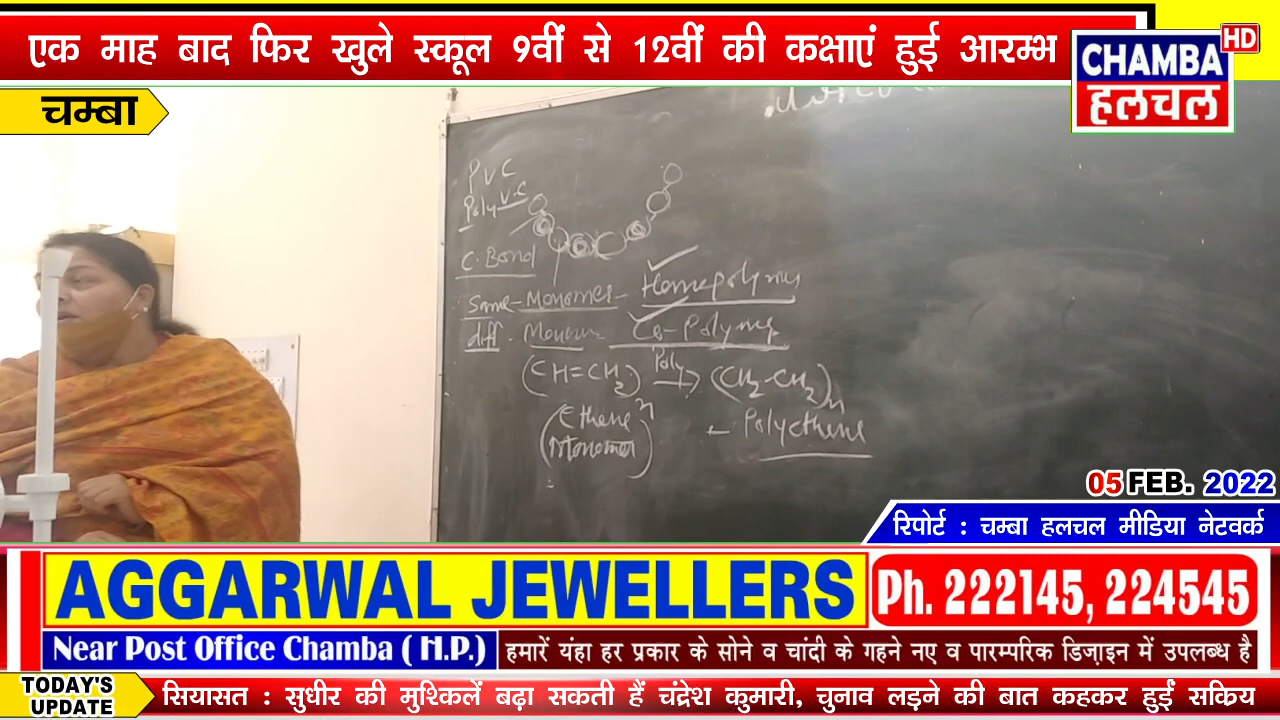 एक माह बाद फिर खुले स्कूल 9वीं से 12वीं की कक्षाएं हुई आरम्भ
CHAMBA HD
हलचल
चम्बा
PVC
Poly V.C
C. Bond
Same - Monomer - Homopolymer
diff. Monomer Co-Polymer
(CH=CH2) Poly → (CH2-CH2)n
n
(Ethene
Monomer)
- Polyethene
05 FEB. 2022
रिपोर्ट : चम्बा हलचल मीडिया नेटवर्क
AGGARWAL JEWELLERS
Ph. 222145, 224545
Near Post Office Chamba ( H.P.)
हमारें यंहा हर प्रकार के सोने व चांदी के गहने नए व पारम्परिक डिज़ाइन में उपलब्ध है
TODAY'S
UPDATE
सियासत : सुधीर की मुश्किलें बढ़ा सकती हैं चंद्रेश कुमारी, चुनाव लड़ने की बात कहकर हुईं सक्रिय